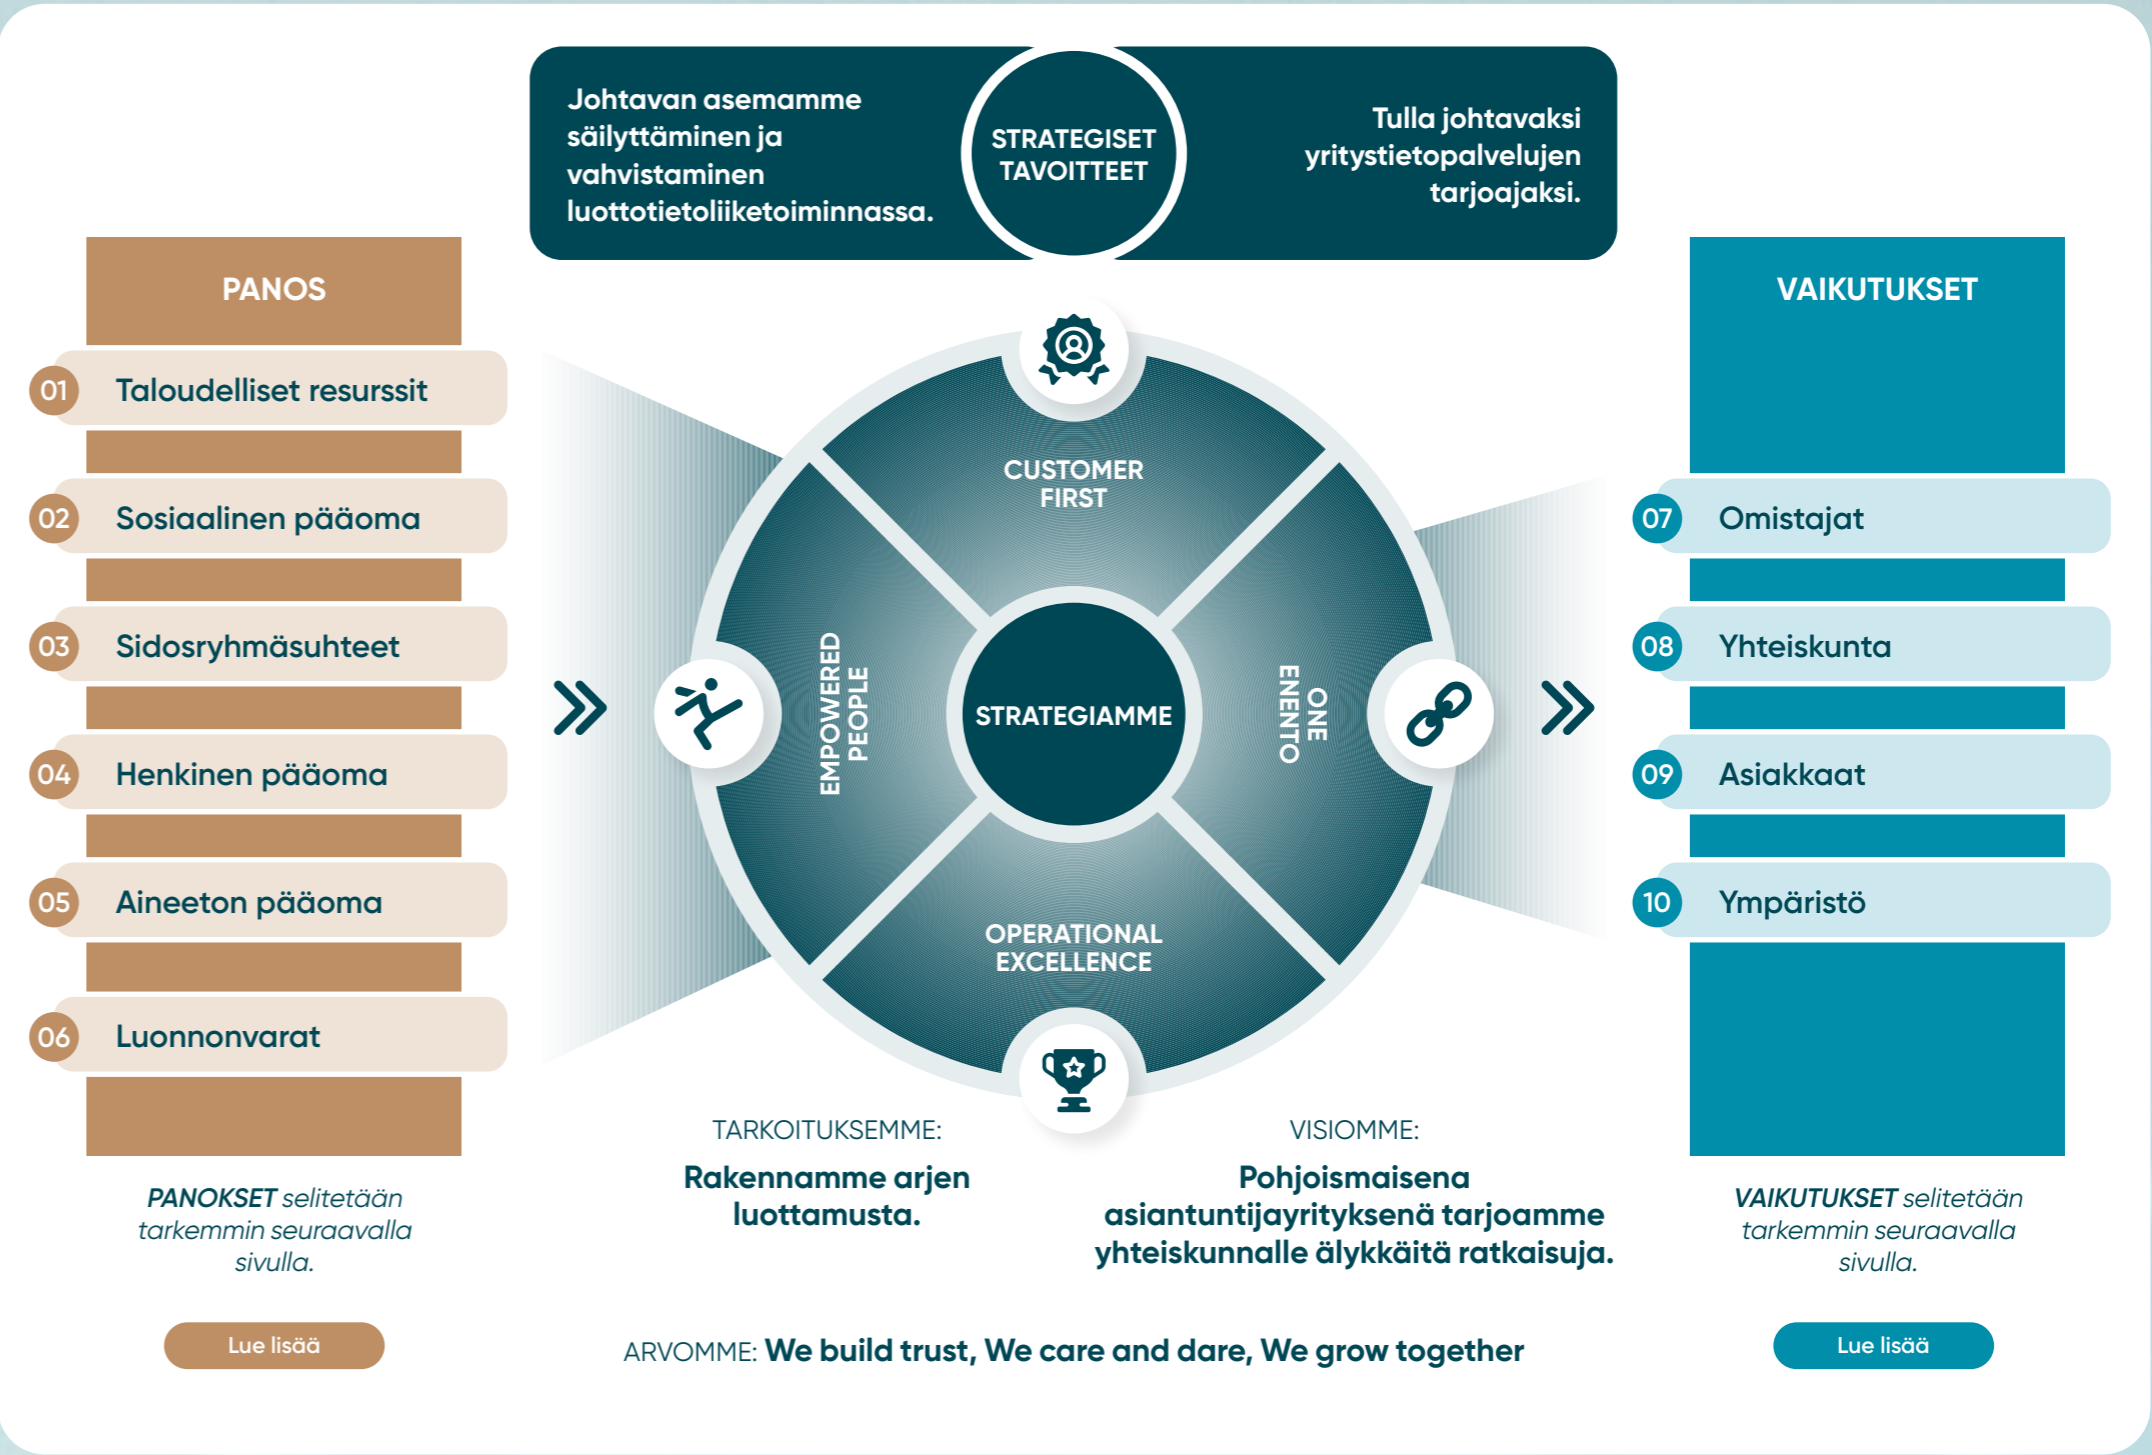 Johtavan asemamme
säilyttäminen ja
vahvistaminen
luottotietoliiketoiminnassa.
STRATEGISET
TAVOITTEET
Tulla johtavaksi
yritystietopalvelujen
tarjoajaksi.
PANOS
01 Taloudelliset resurssit
02 Sosiaalinen pääoma
03 Sidosryhmäsuhteet
04 Henkinen pääoma
05 Aineeton pääoma
06 Luonnonvarat
PANOKSET selitetään
tarkemmin seuraavalla
sivulla.
Lue lisää
CUSTOMER
FIRST
EMPOWERED
PEOPLE
STRATEGIAMME
ONE
ENENTO
OPERATIONAL
EXCELLENCE
TARKOITUKSEMME:
Rakennamme arjen
luottamusta.
VISIOMME:
Pohjoismaisena
asiantuntijayrityksenä tarjoamme
yhteiskunnalle älykkäitä ratkaisuja.
ARVOMME: We build trust, We care and dare, We grow together
VAIKUTUKSET
07 Omistajat
08 Yhteiskunta
09 Asiakkaat
10 Ympäristö
VAIKUTUKSET selitetään
tarkemmin seuraavalla
sivulla.
Lue lisää